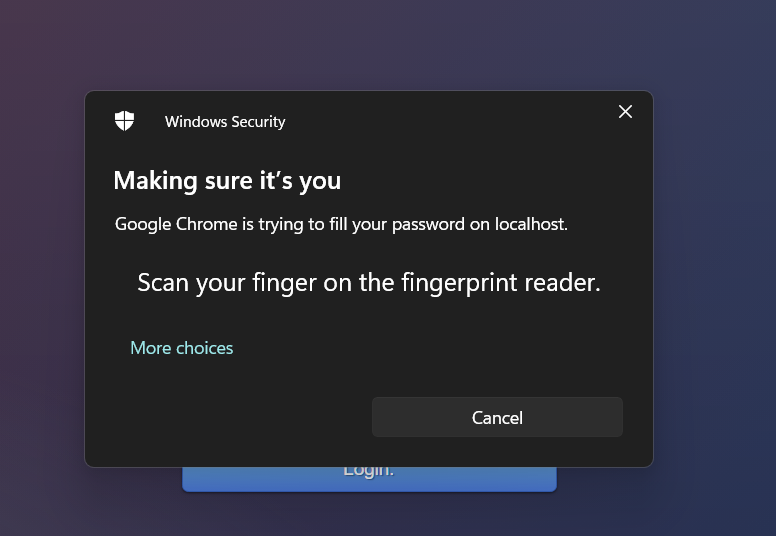 Windows Security
Making sure it's you
Google Chrome is trying to fill your password on localhost.
Scan your finger on the fingerprint reader.
More choices
Cancel
Login.